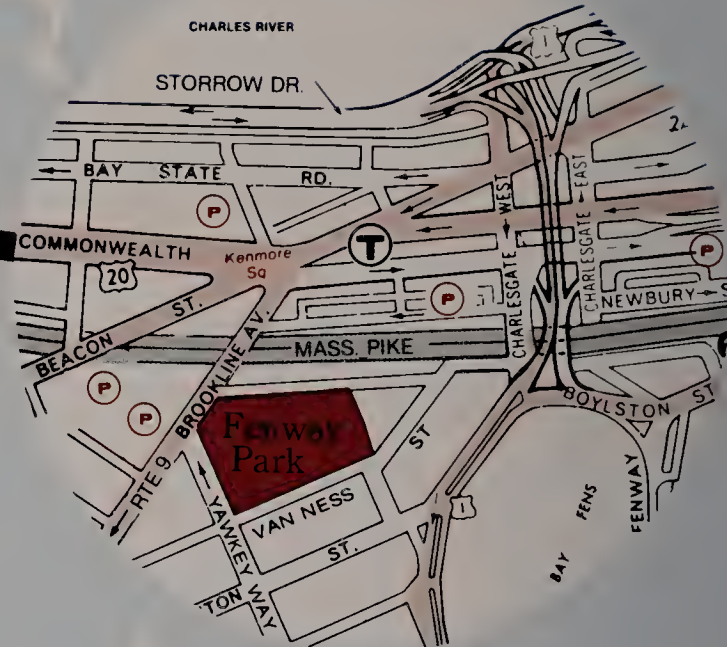 CHARLES RIVER
1
STORROW DR.
BAY STATE RD.
P
WEST
EAST
COMMONWEALTH
Kenmore
Sq
T
P
20
P
CHARLESGATE
CHARLESGATE
NEWBURY
BEACON ST.
BROOKLINE AV.
MASS. PIKE
P
P
RTE 9
Fenway
Park
ST
BOYLSTON ST
YAWKEY WAY
VAN NESS
ST.
1
BAY FENS
FENWAY
TON